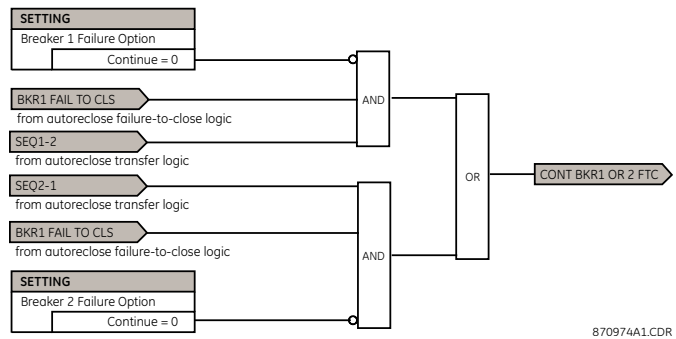 SETTING
Breaker 1 Failure Option
Continue = 0
BKR1 FAIL TO CLS
from autoreclose failure-to-close logic
SEQ1-2
from autoreclose transfer logic
AND
SEQ2-1
from autoreclose transfer logic
BKR1 FAIL TO CLS
from autoreclose failure-to-close logic
AND
SETTING
Breaker 2 Failure Option
Continue = 0
OR
CONT BKR1 OR 2 FTC
870974A1.CDR